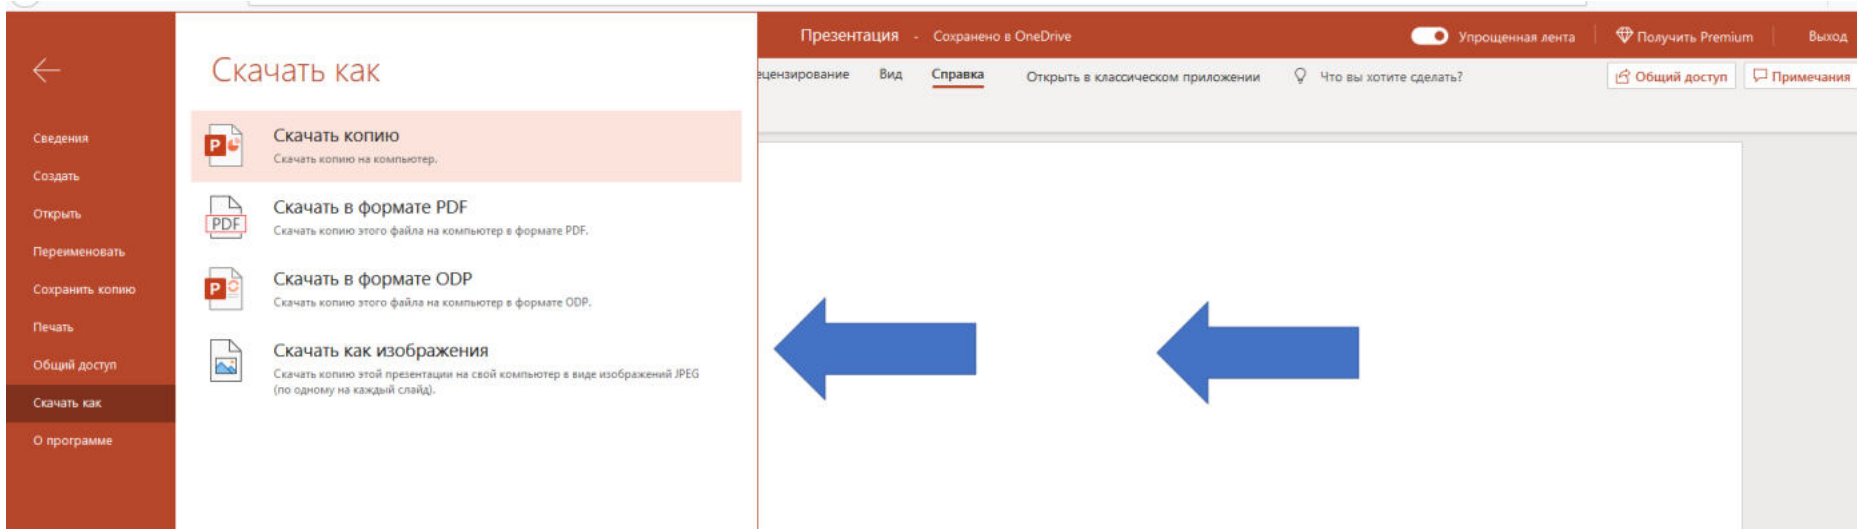 Презентация - Сохранено в OneDrive
Упрощенная лента
Получить Premium
Выход
Скачать как
Вид
Справка
Открыть в классическом приложении
Что вы хотите сделать?
Общий доступ
Примечания
Сведения
Создать
Открыть
Переименовать
Сохранить копию
Печать
Общий доступ
Скачать как
О программе
Скачать копию
Скачать копию на компьютер.
PDF
Скачать в формате PDF
Скачать копию этого файла на компьютер в формате PDF.
Скачать в формате ODP
Скачать копию этого файла на компьютер в формате ODP.
Скачать как изображения
Скачать копию этой презентации на свой компьютер в виде изображений JPEG
(по одному на каждый слайд).